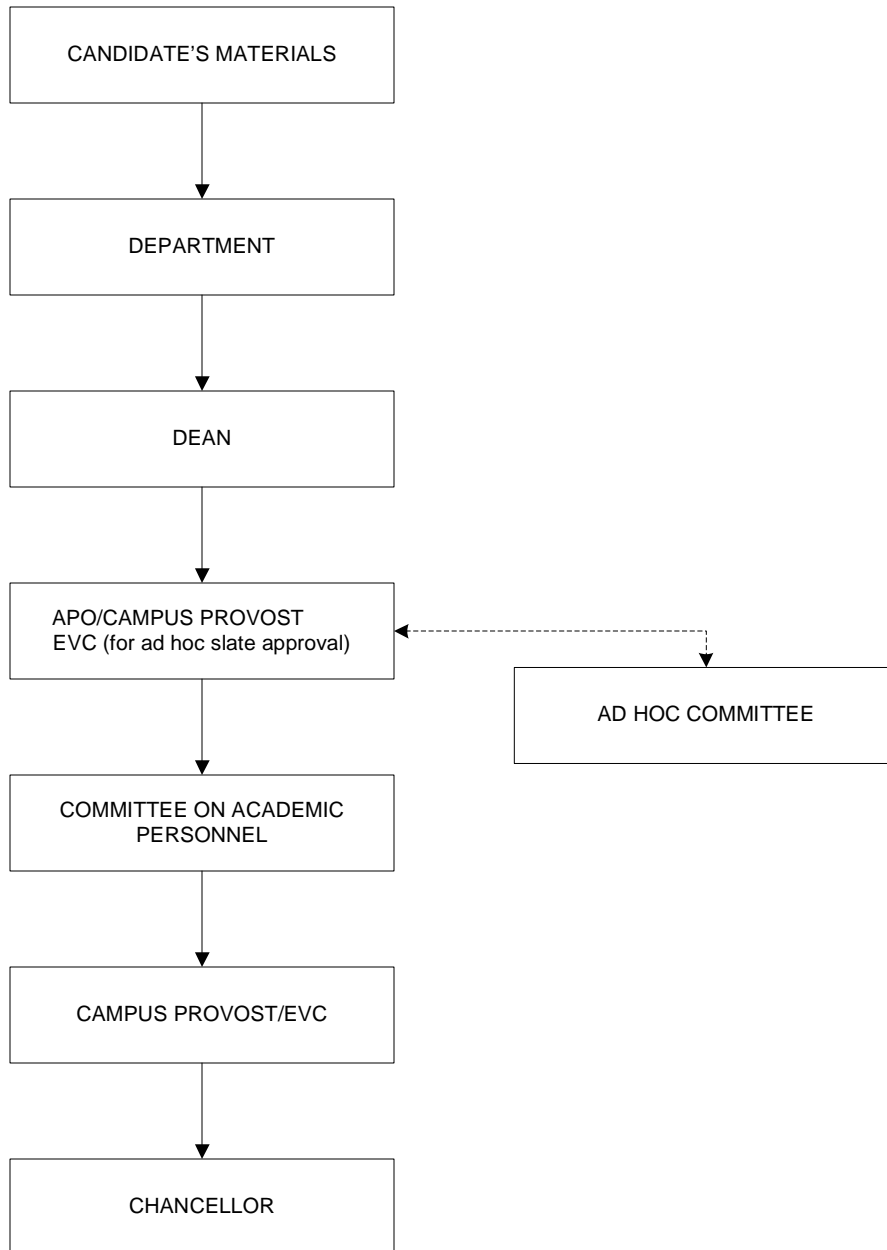 CANDIDATE’S MATERIALS
DEPARTMENT
DEAN
APO/CAMPUS PROVOST
EVC (for ad hoc slate approval)
AD HOC COMMITTEE
COMMITTEE ON ACADEMIC
PERSONNEL
CAMPUS PROVOST/EVC
CHANCELLOR